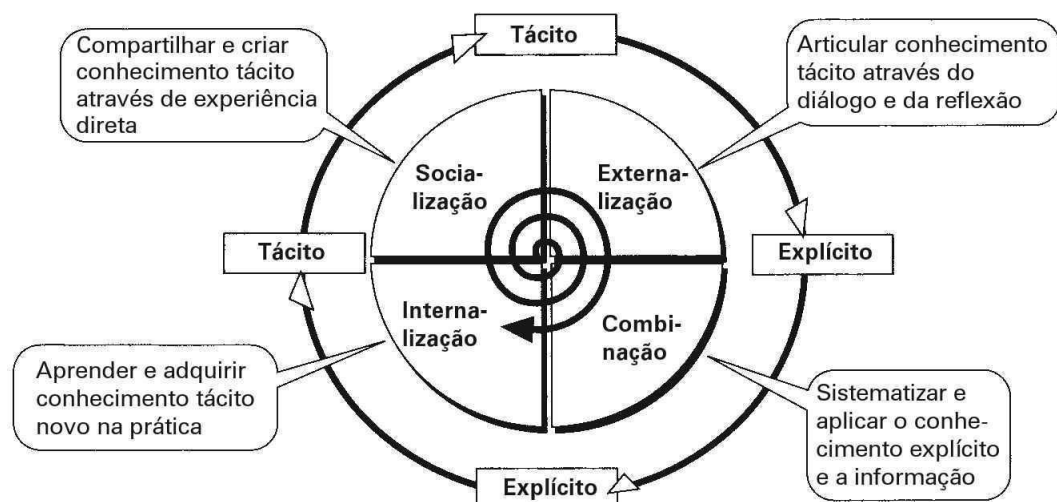 Tácito
Compartilhar e criar
conhecimento tácito
através de experiência
direta
Articular conhecimento
tácito através do
diálogo e da reflexão
Socia-
lização
Externa-
lização
Tácito
Explícito
Interna-
lização
Combi-
nação
Aprender e adquirir
conhecimento tácito
novo na prática
Sistematizar e
aplicar o conhe-
cimento explícito
e a informação
Explícito